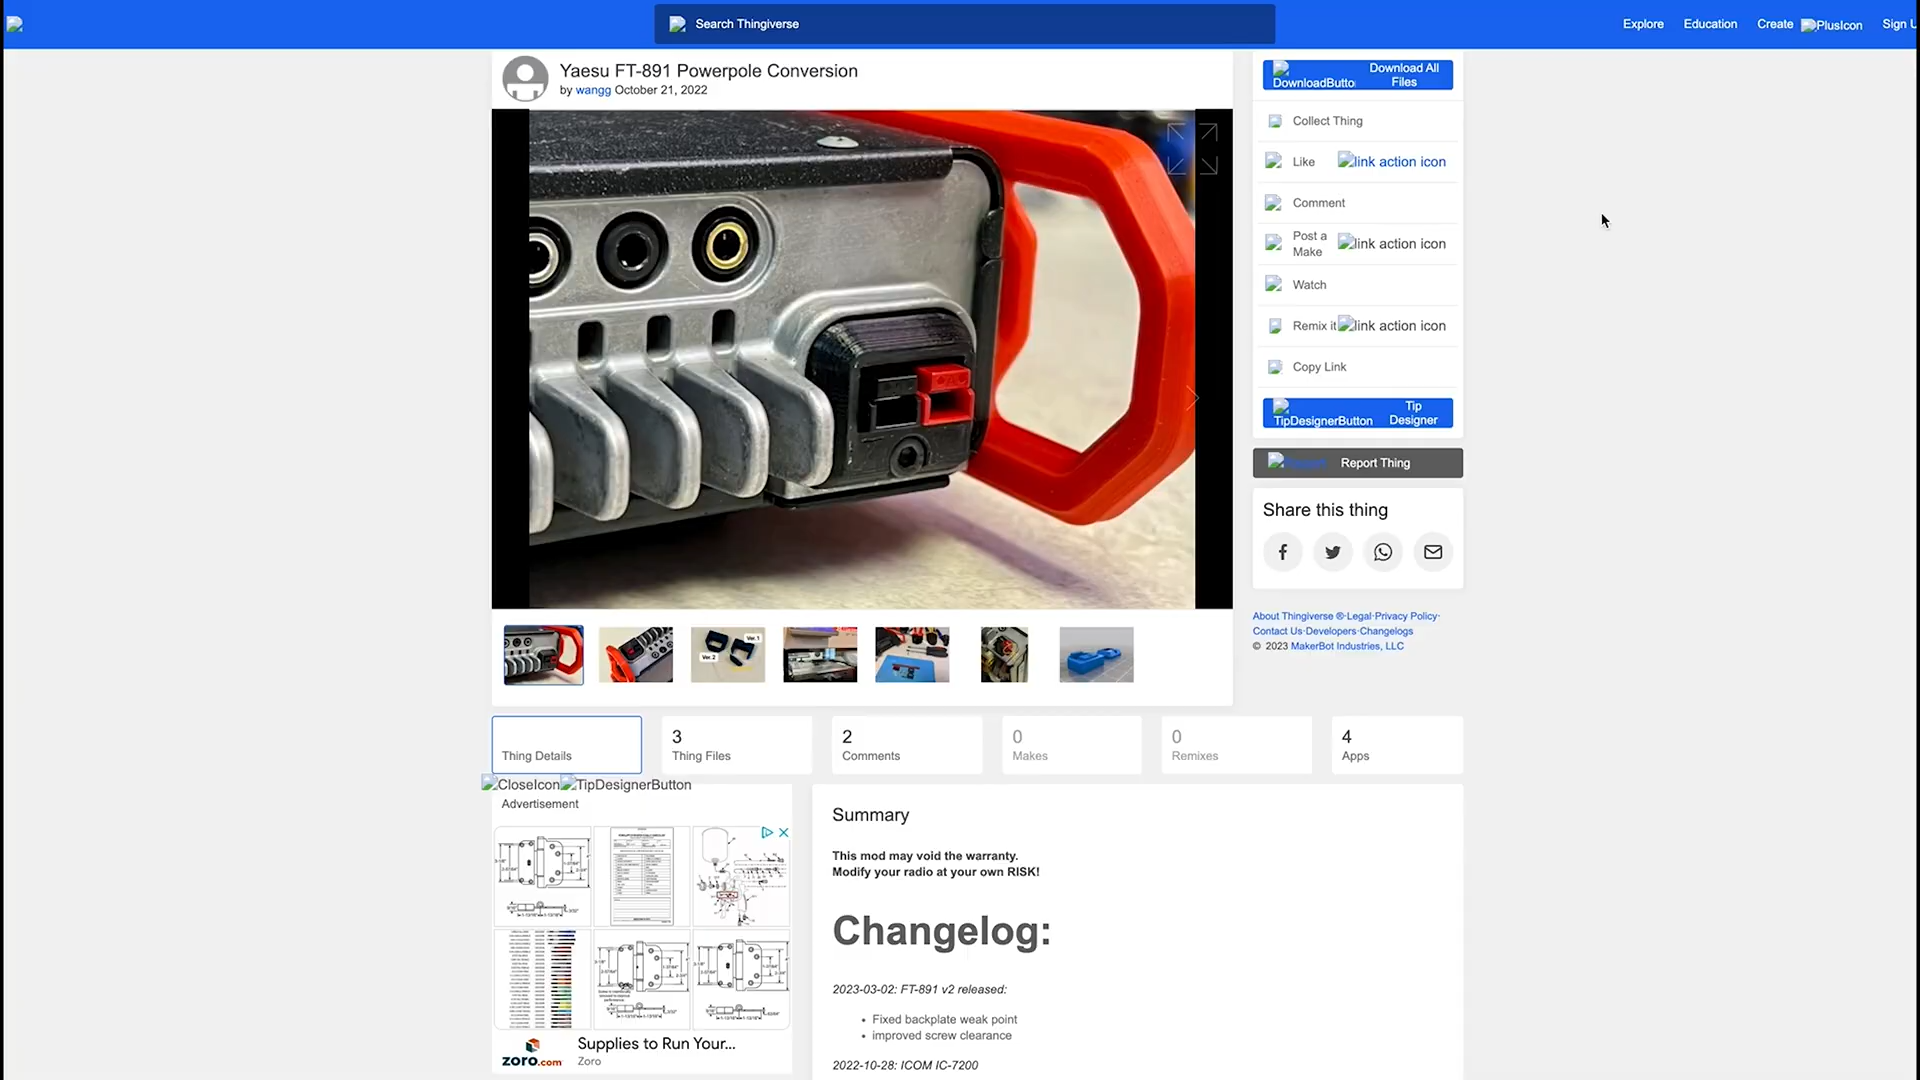 Search Thingiverse
Explore
Education
Create
PlusIcon
Sign U
Yaesu FT-891 Powerpole Conversion
by wangg October 21, 2022
DownloadButto
Download All
Files
Collect Thing
Like
link action icon
Comment
Post a
Make
link action icon
Watch
Remix it
link action icon
Copy Link
TipDesignerButton
Tip
Designer
Report Thing
Share this thing
About Thingiverse ®·Legal·Privacy Policy·
Contact Us·Developers·Changelogs
© 2023 MakerBot Industries, LLC
Ver.1
Ver.2
Thing Details
3
Thing Files
2
Comments
0
Makes
0
Remixes
4
Apps
CloseIcon
TipDesignerButton
Advertisement
Supplies to Run Your...
zoro.com
Zoro
Summary
This mod may void the warranty.
Modify your radio at your own RISK!
Changelog:
2023-03-02: FT-891 v2 released:
• Fixed backplate weak point
• improved screw clearance
2022-10-28: ICOM IC-7200